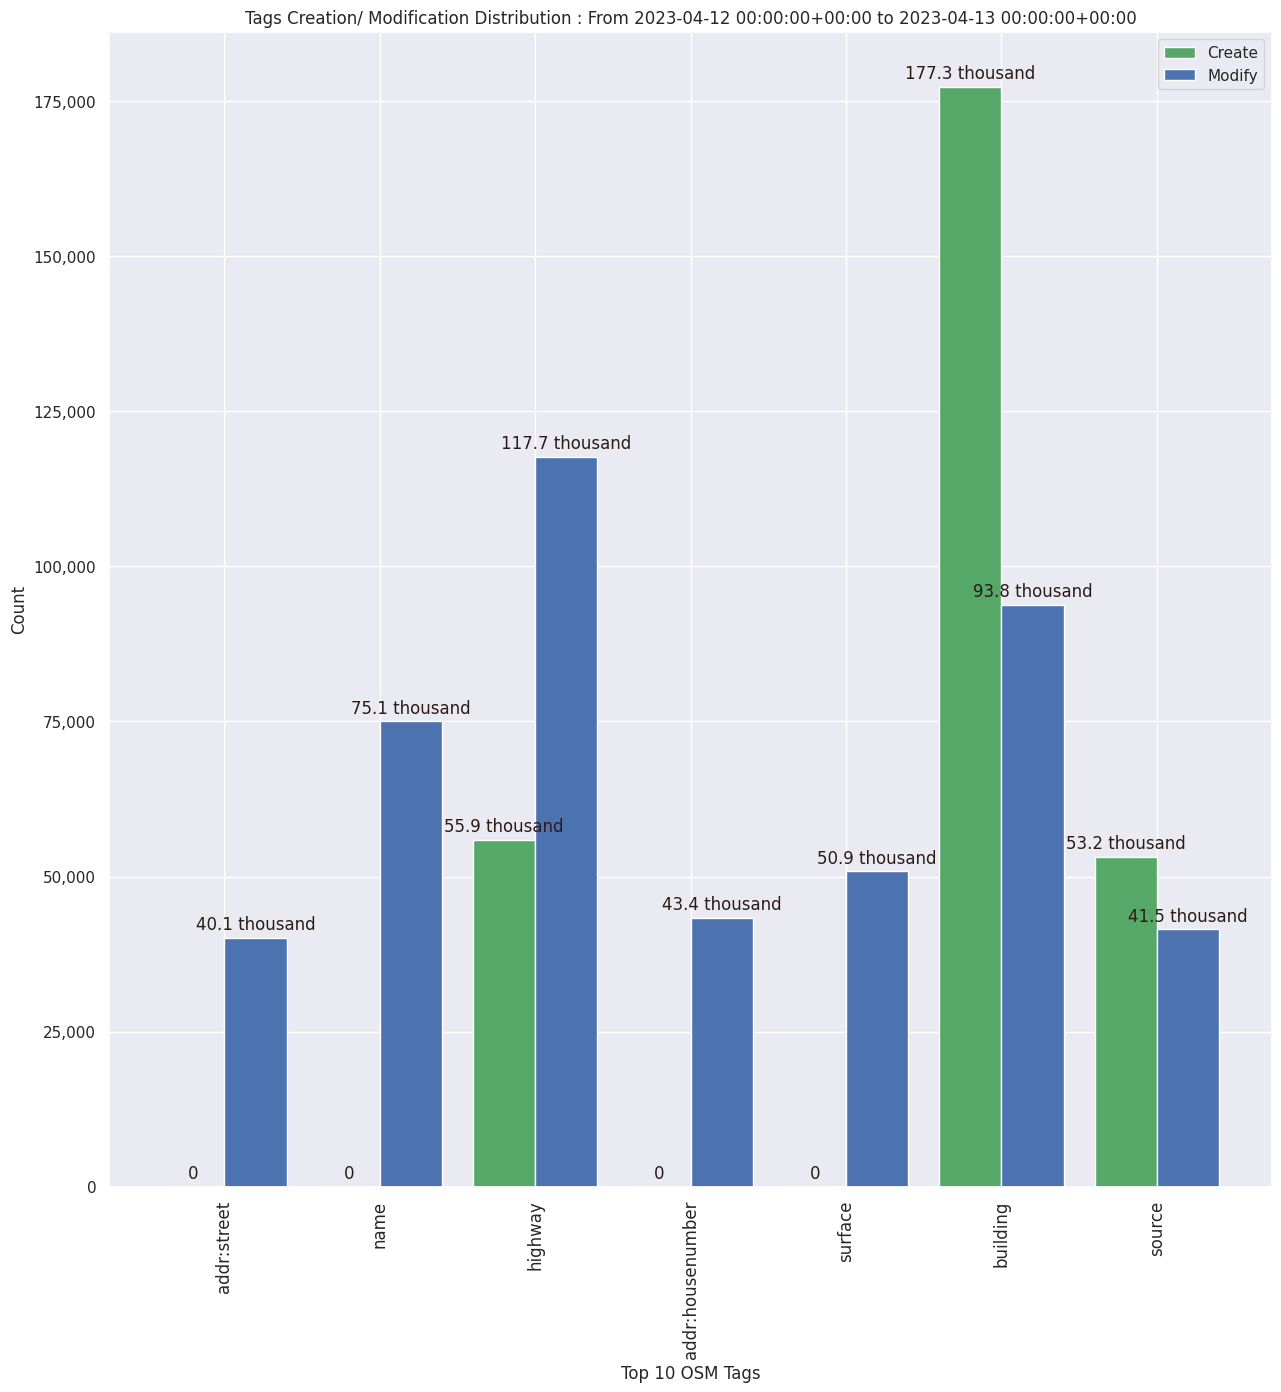 Tags Creation/ Modification Distribution : From 2023-04-12 00:00:00+00:00 to 2023-04-13 00:00:00+00:00
Create
Modify
177.3 thousand
175,000
150,000
125,000
117.7 thousand
100,000
93.8 thousand
Count
75.1 thousand
75,000
55.9 thousand
53.2 thousand
50.9 thousand
50,000
43.4 thousand
41.5 thousand
40.1 thousand
25,000
0
0
0
0
0
addr:street
name
highway
addr:housenumber
surface
building
source
Top 10 OSM Tags